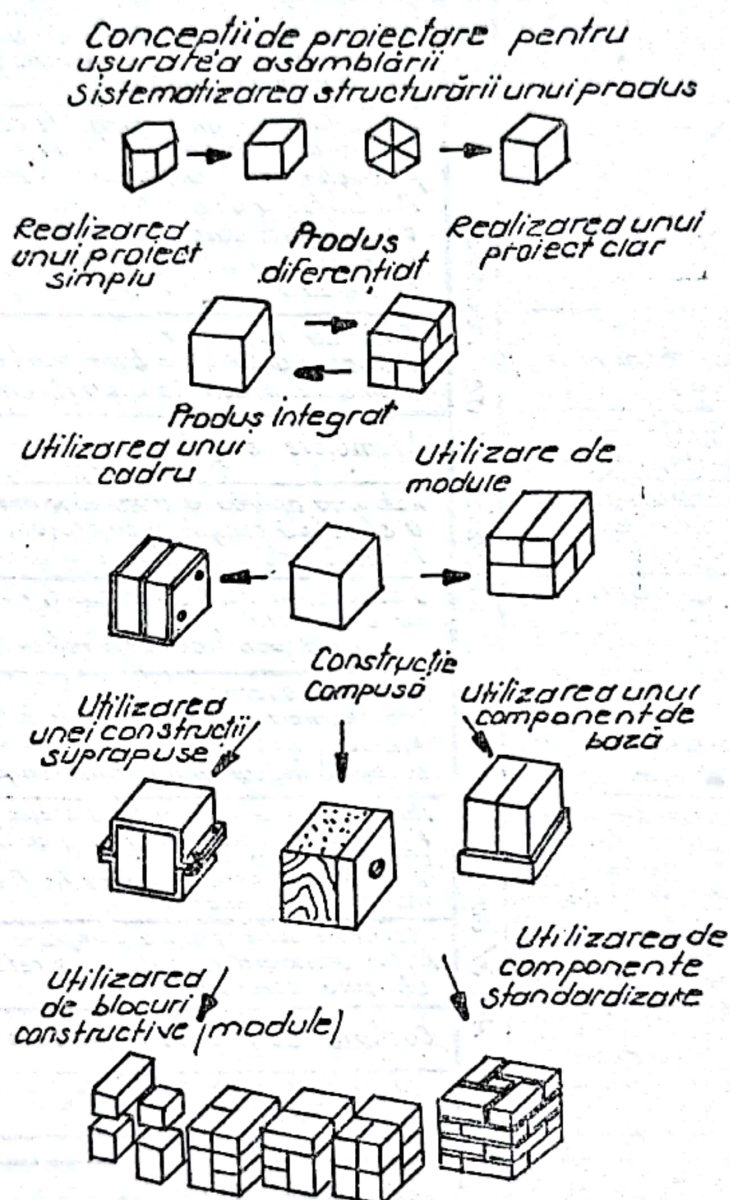 Concepții de proiectare pentru
ușurarea asamblării
Sistematizarea structurării unui produs
Realizarea
unui proiect
simplu
Produs
diferențiat
Realizarea unui
proiect clar
Produs integrat
Utilizarea unui
cadru
Utilizare de
module
Construcție
compusă
Utilizarea
unei construcții
suprapuse
Utilizarea unui
component de
bază
Utilizarea
de blocuri
constructive (module)
Utilizarea de
componente
standardizate